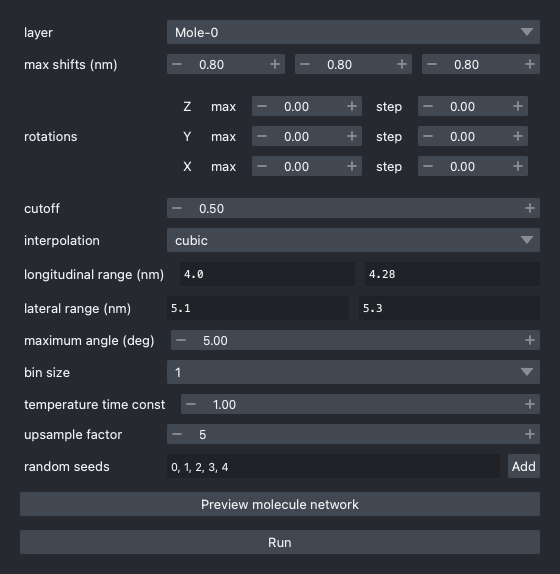 layer Mole-0
max shifts (nm) − 0.80 + − 0.80 + − 0.80 +
Z max − 0.00 + step − 0.00 +
rotations Y max − 0.00 + step − 0.00 +
X max − 0.00 + step − 0.00 +
cutoff − 0.50 +
interpolation cubic
longitudinal range (nm) 4.0 4.28
lateral range (nm) 5.1 5.3
maximum angle (deg) − 5.00 +
bin size 1
temperature time const − 1.00 +
upsample factor − 5 +
random seeds 0, 1, 2, 3, 4 Add
Preview molecule network
Run